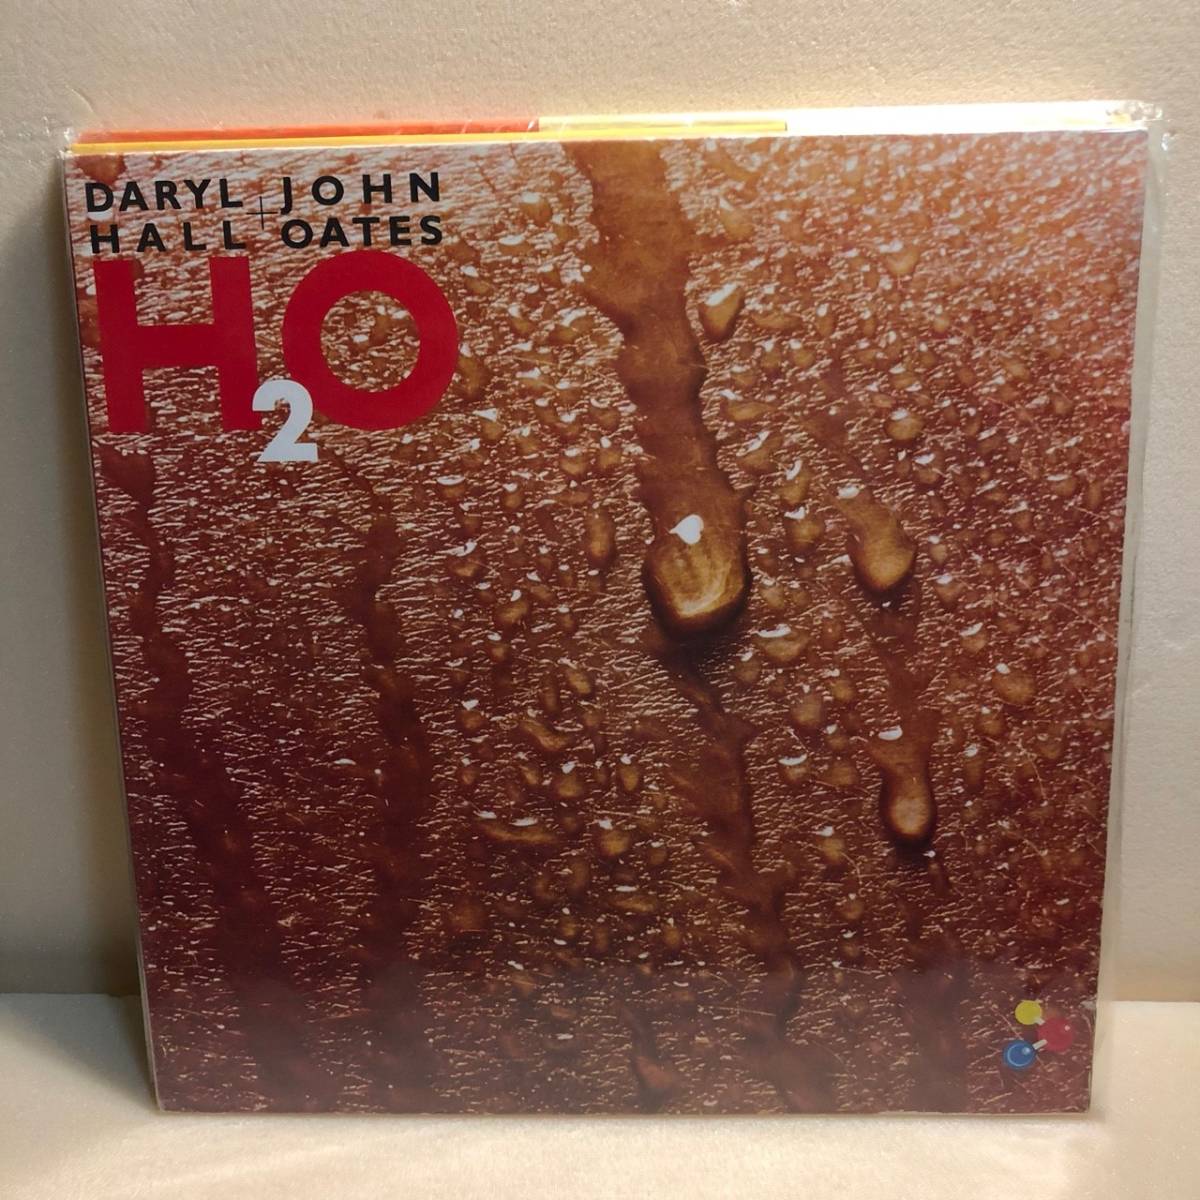 DARYL JOHN
HALL + OATES
H2O